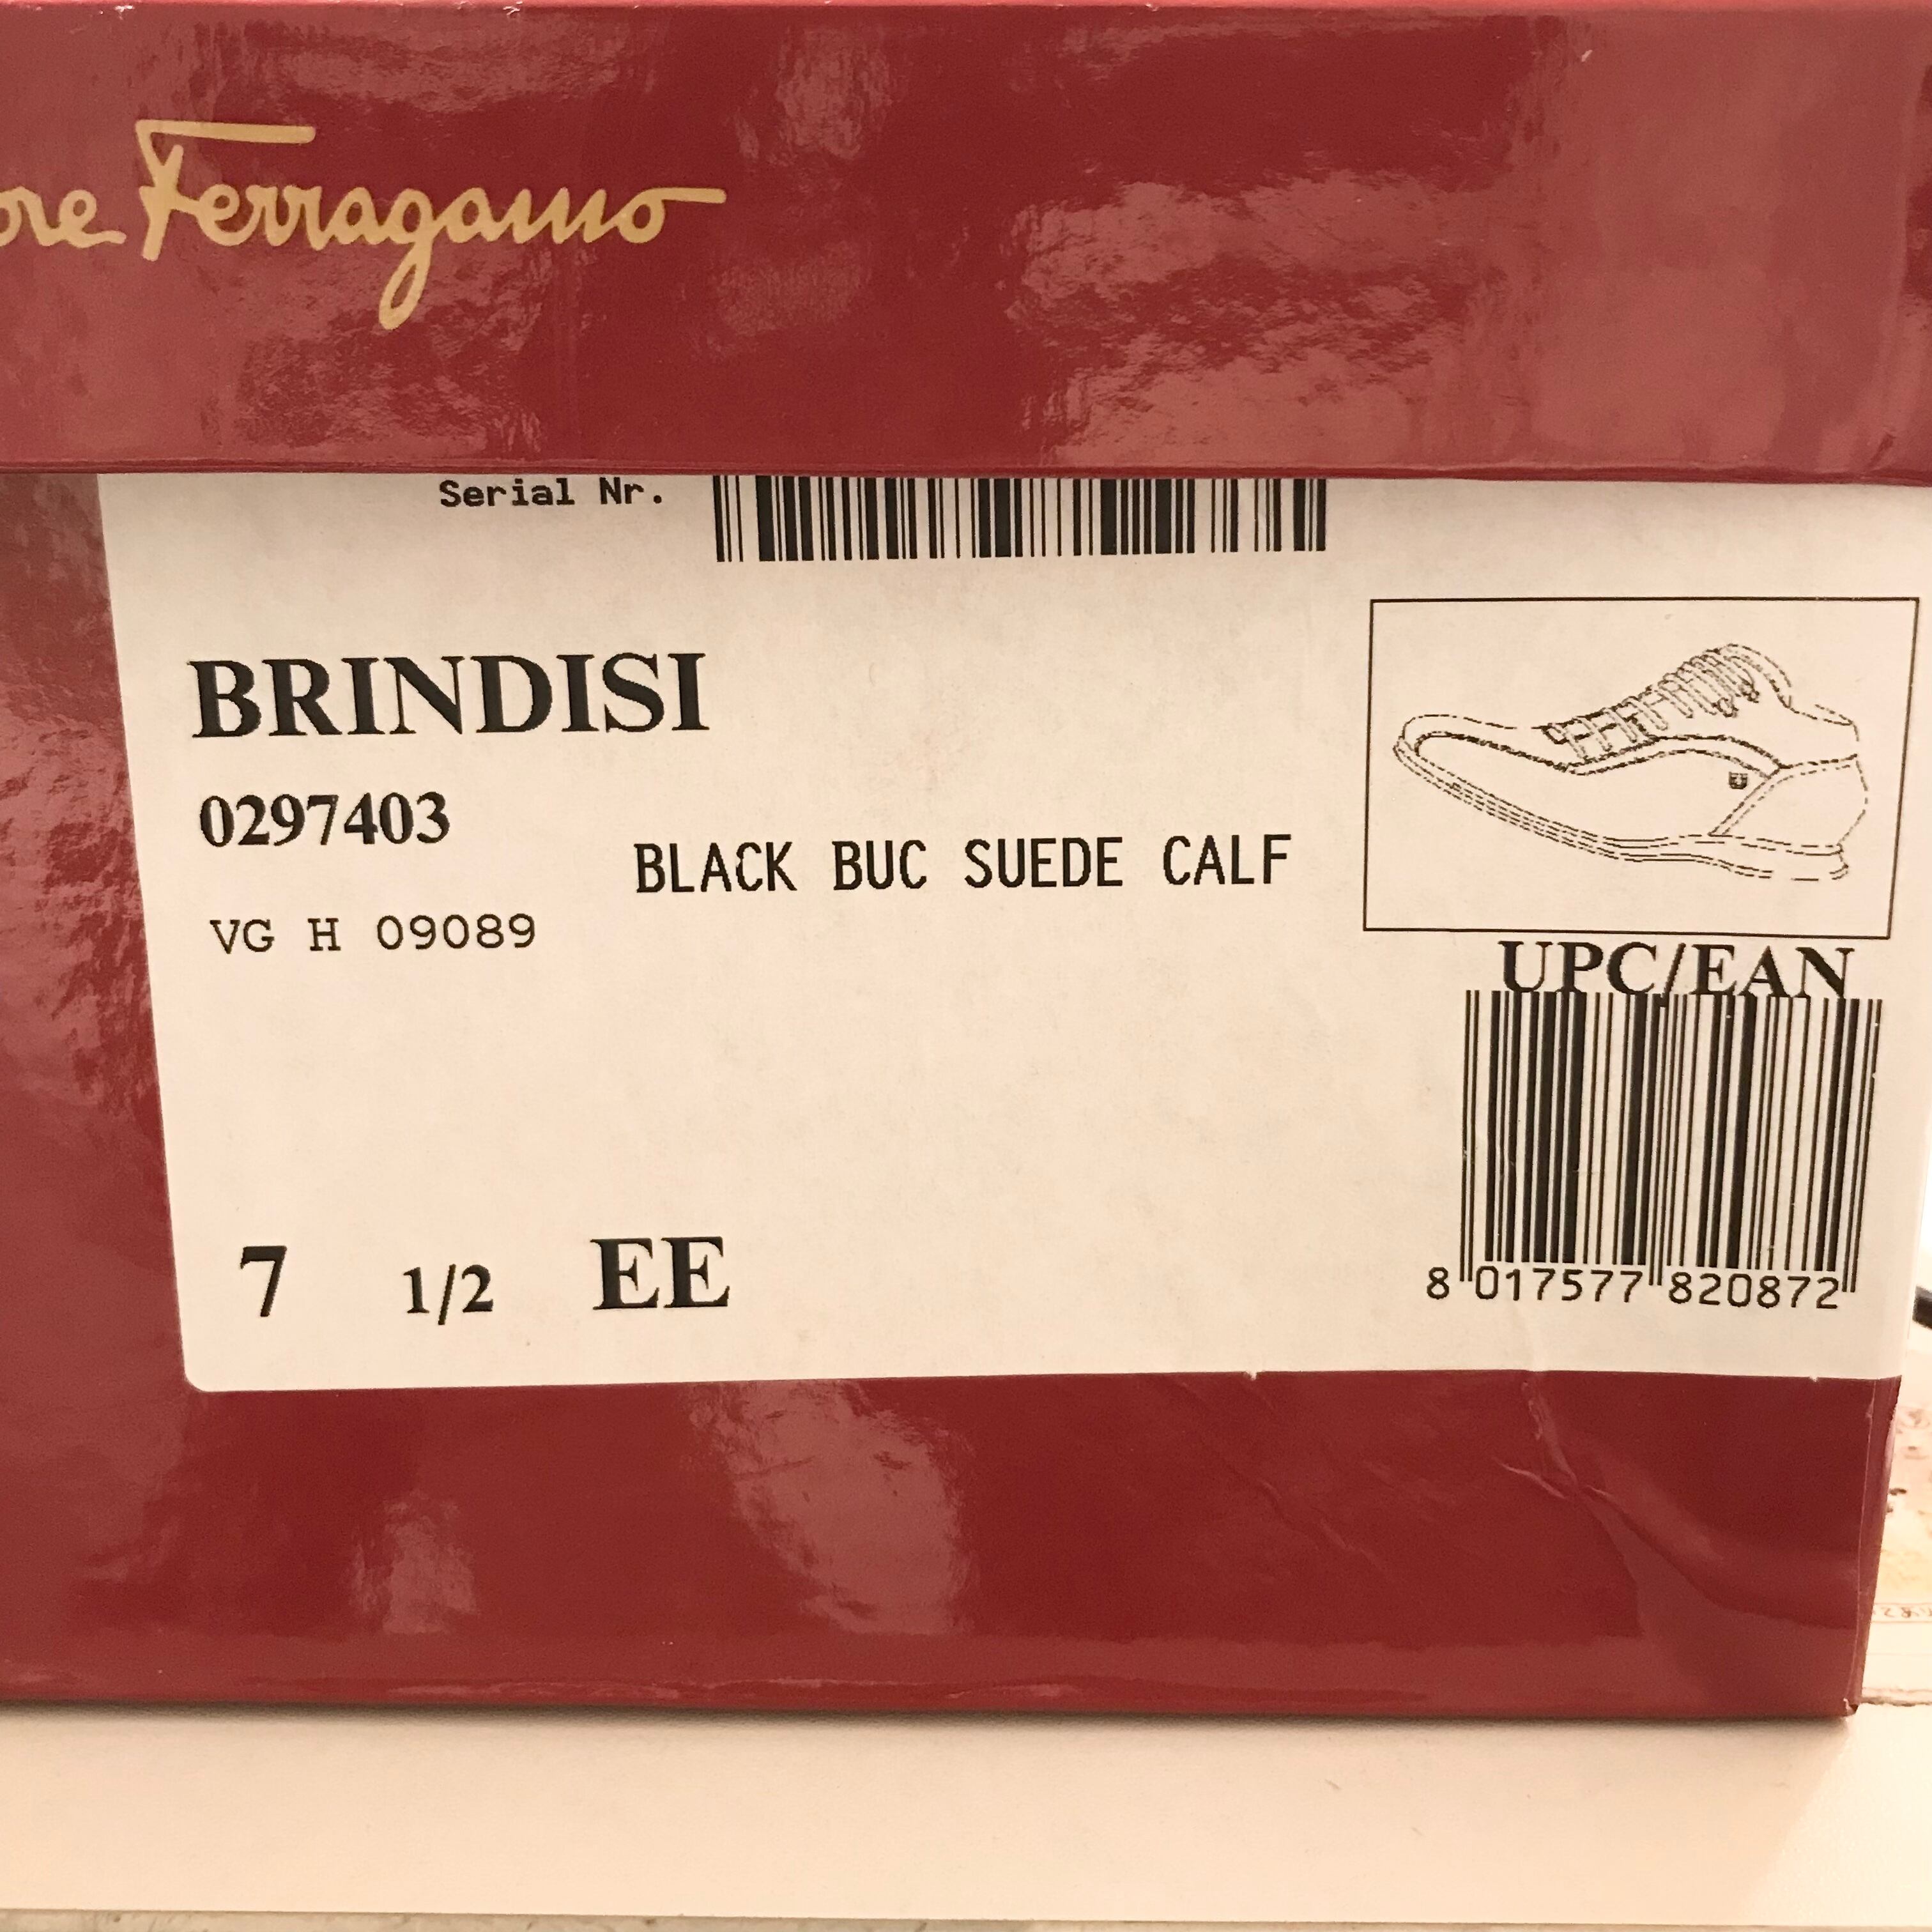 ore Ferragamo
Serial Nr.
BRINDISI
0297403
BLACK BUC SUEDE CALF
VG H 09089
UPC/EAN
7 1/2 EE
8 017577 820872